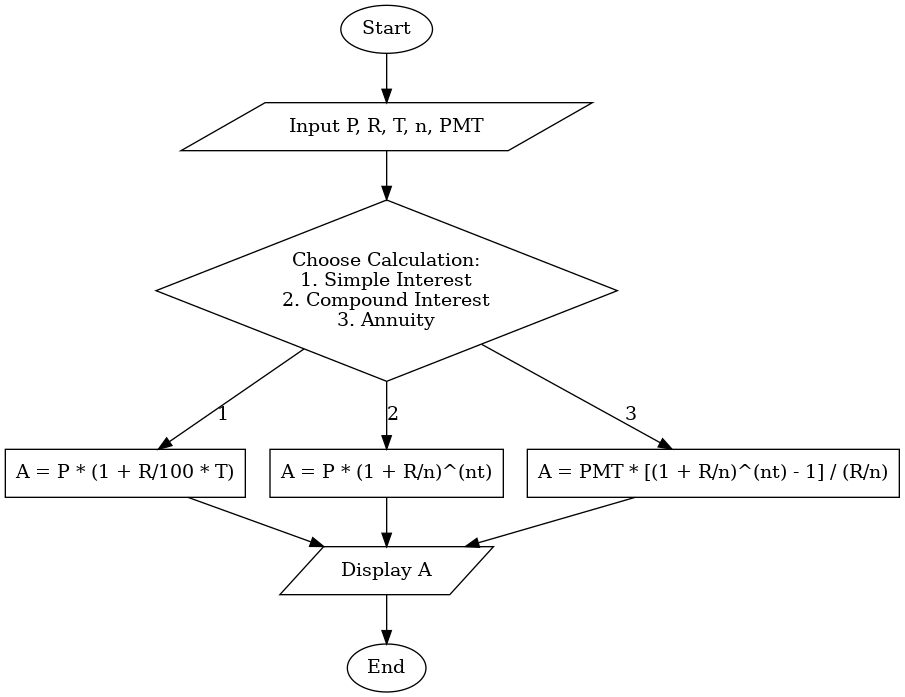 Start
Input P, R, T, n, PMT
Choose Calculation:
1. Simple Interest
2. Compound Interest
3. Annuity
1
2
3
A = P * (1 + R/100 * T)
A = P * (1 + R/n)^(nt)
A = PMT * [(1 + R/n)^(nt) - 1] / (R/n)
Display A
End